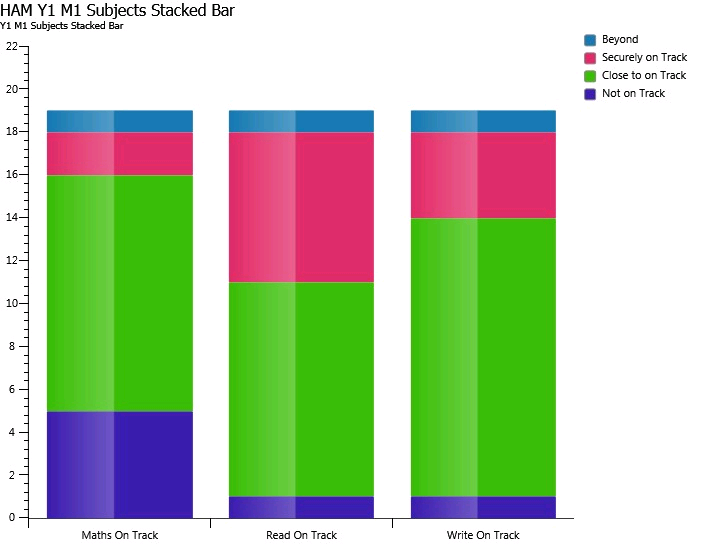 HAM Y1 M1 Subjects Stacked Bar
Y1 M1 Subjects Stacked Bar
22
20
18
16
14
12
10
8
6
4
2
0
Maths On Track
Read On Track
Write On Track
Beyond
Securely on Track
Close to on Track
Not on Track